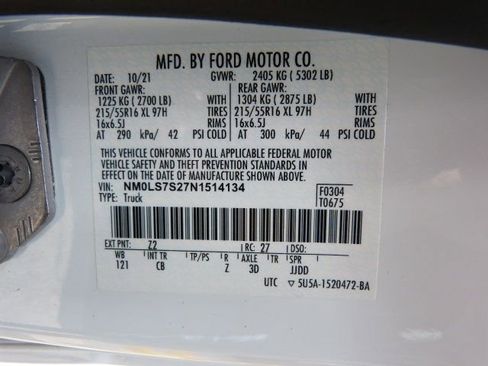 MFD. BY FORD MOTOR CO.
DATE: 10/21 GVWR: 2405 KG ( 5302 LB)
FRONT GAWR: REAR GAWR:
1225 KG ( 2700 LB) WITH 1304 KG ( 2875 LB) WITH
215/55R16 XL 97H TIRES 215/55R16 XL 97H TIRES
16x6.5J RIMS 16x6.5J RIMS
AT 290 kPa/ 42 PSI COLD AT 300 kPa/ 44 PSI COLD
THIS VEHICLE CONFORMS TO ALL APPLICABLE FEDERAL MOTOR
VEHICLE SAFETY AND THEFT PREVENTION STANDARDS IN
EFFECT ON THE DATE OF MANUFACTURE SHOWN ABOVE.
VIN: NM0LS7S27N1514134 F0304
TYPE: Truck T0675
EXT PNT: Z2 RC: 27 DSO:
WB INT TR TP/PS R AXLE TR SPR
121 CB Z 3D JJDD
UTC ▽5U5A-1520472-BA